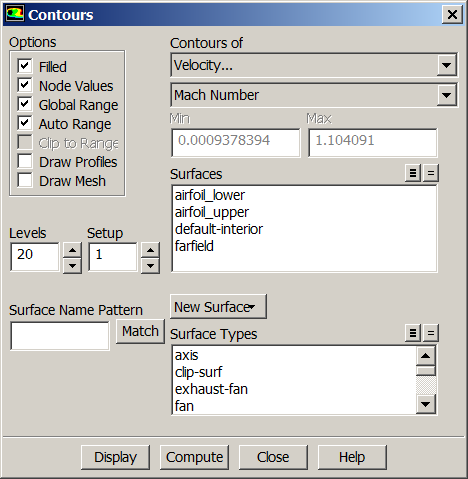 Contours
Options
Filled
Node Values
Global Range
Auto Range
Clip to Range
Draw Profiles
Draw Mesh
Levels
20
Setup
1
Surface Name Pattern
Match
Contours of
Velocity...
Mach Number
Min
Max
0.0009378394
1.104091
Surfaces
airfoil_lower
airfoil_upper
default-interior
farfield
New Surface
Surface Types
axis
clip-surf
exhaust-fan
fan
Display
Compute
Close
Help